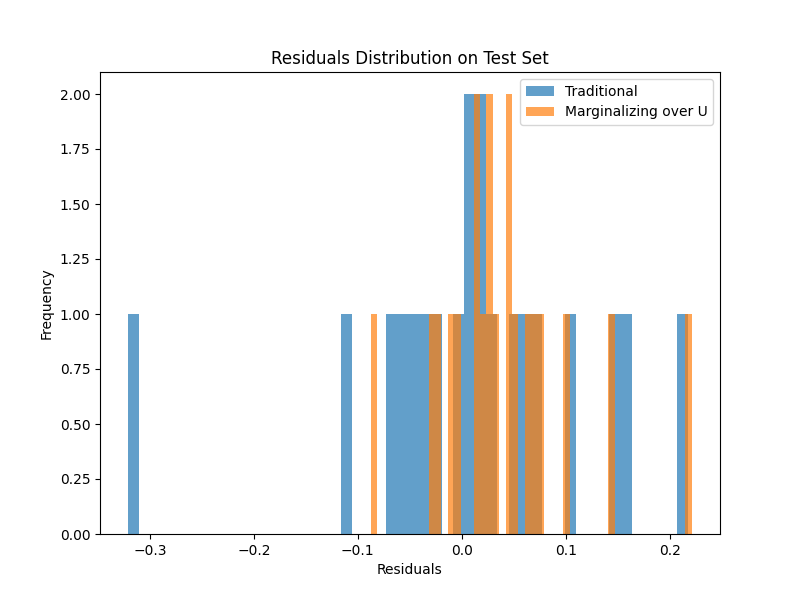 Residuals Distribution on Test Set
Traditional
Marginalizing over U
Frequency
2.00
1.75
1.50
1.25
1.00
0.75
0.50
0.25
0.00
−0.3 −0.2 −0.1 0.0 0.1 0.2
Residuals